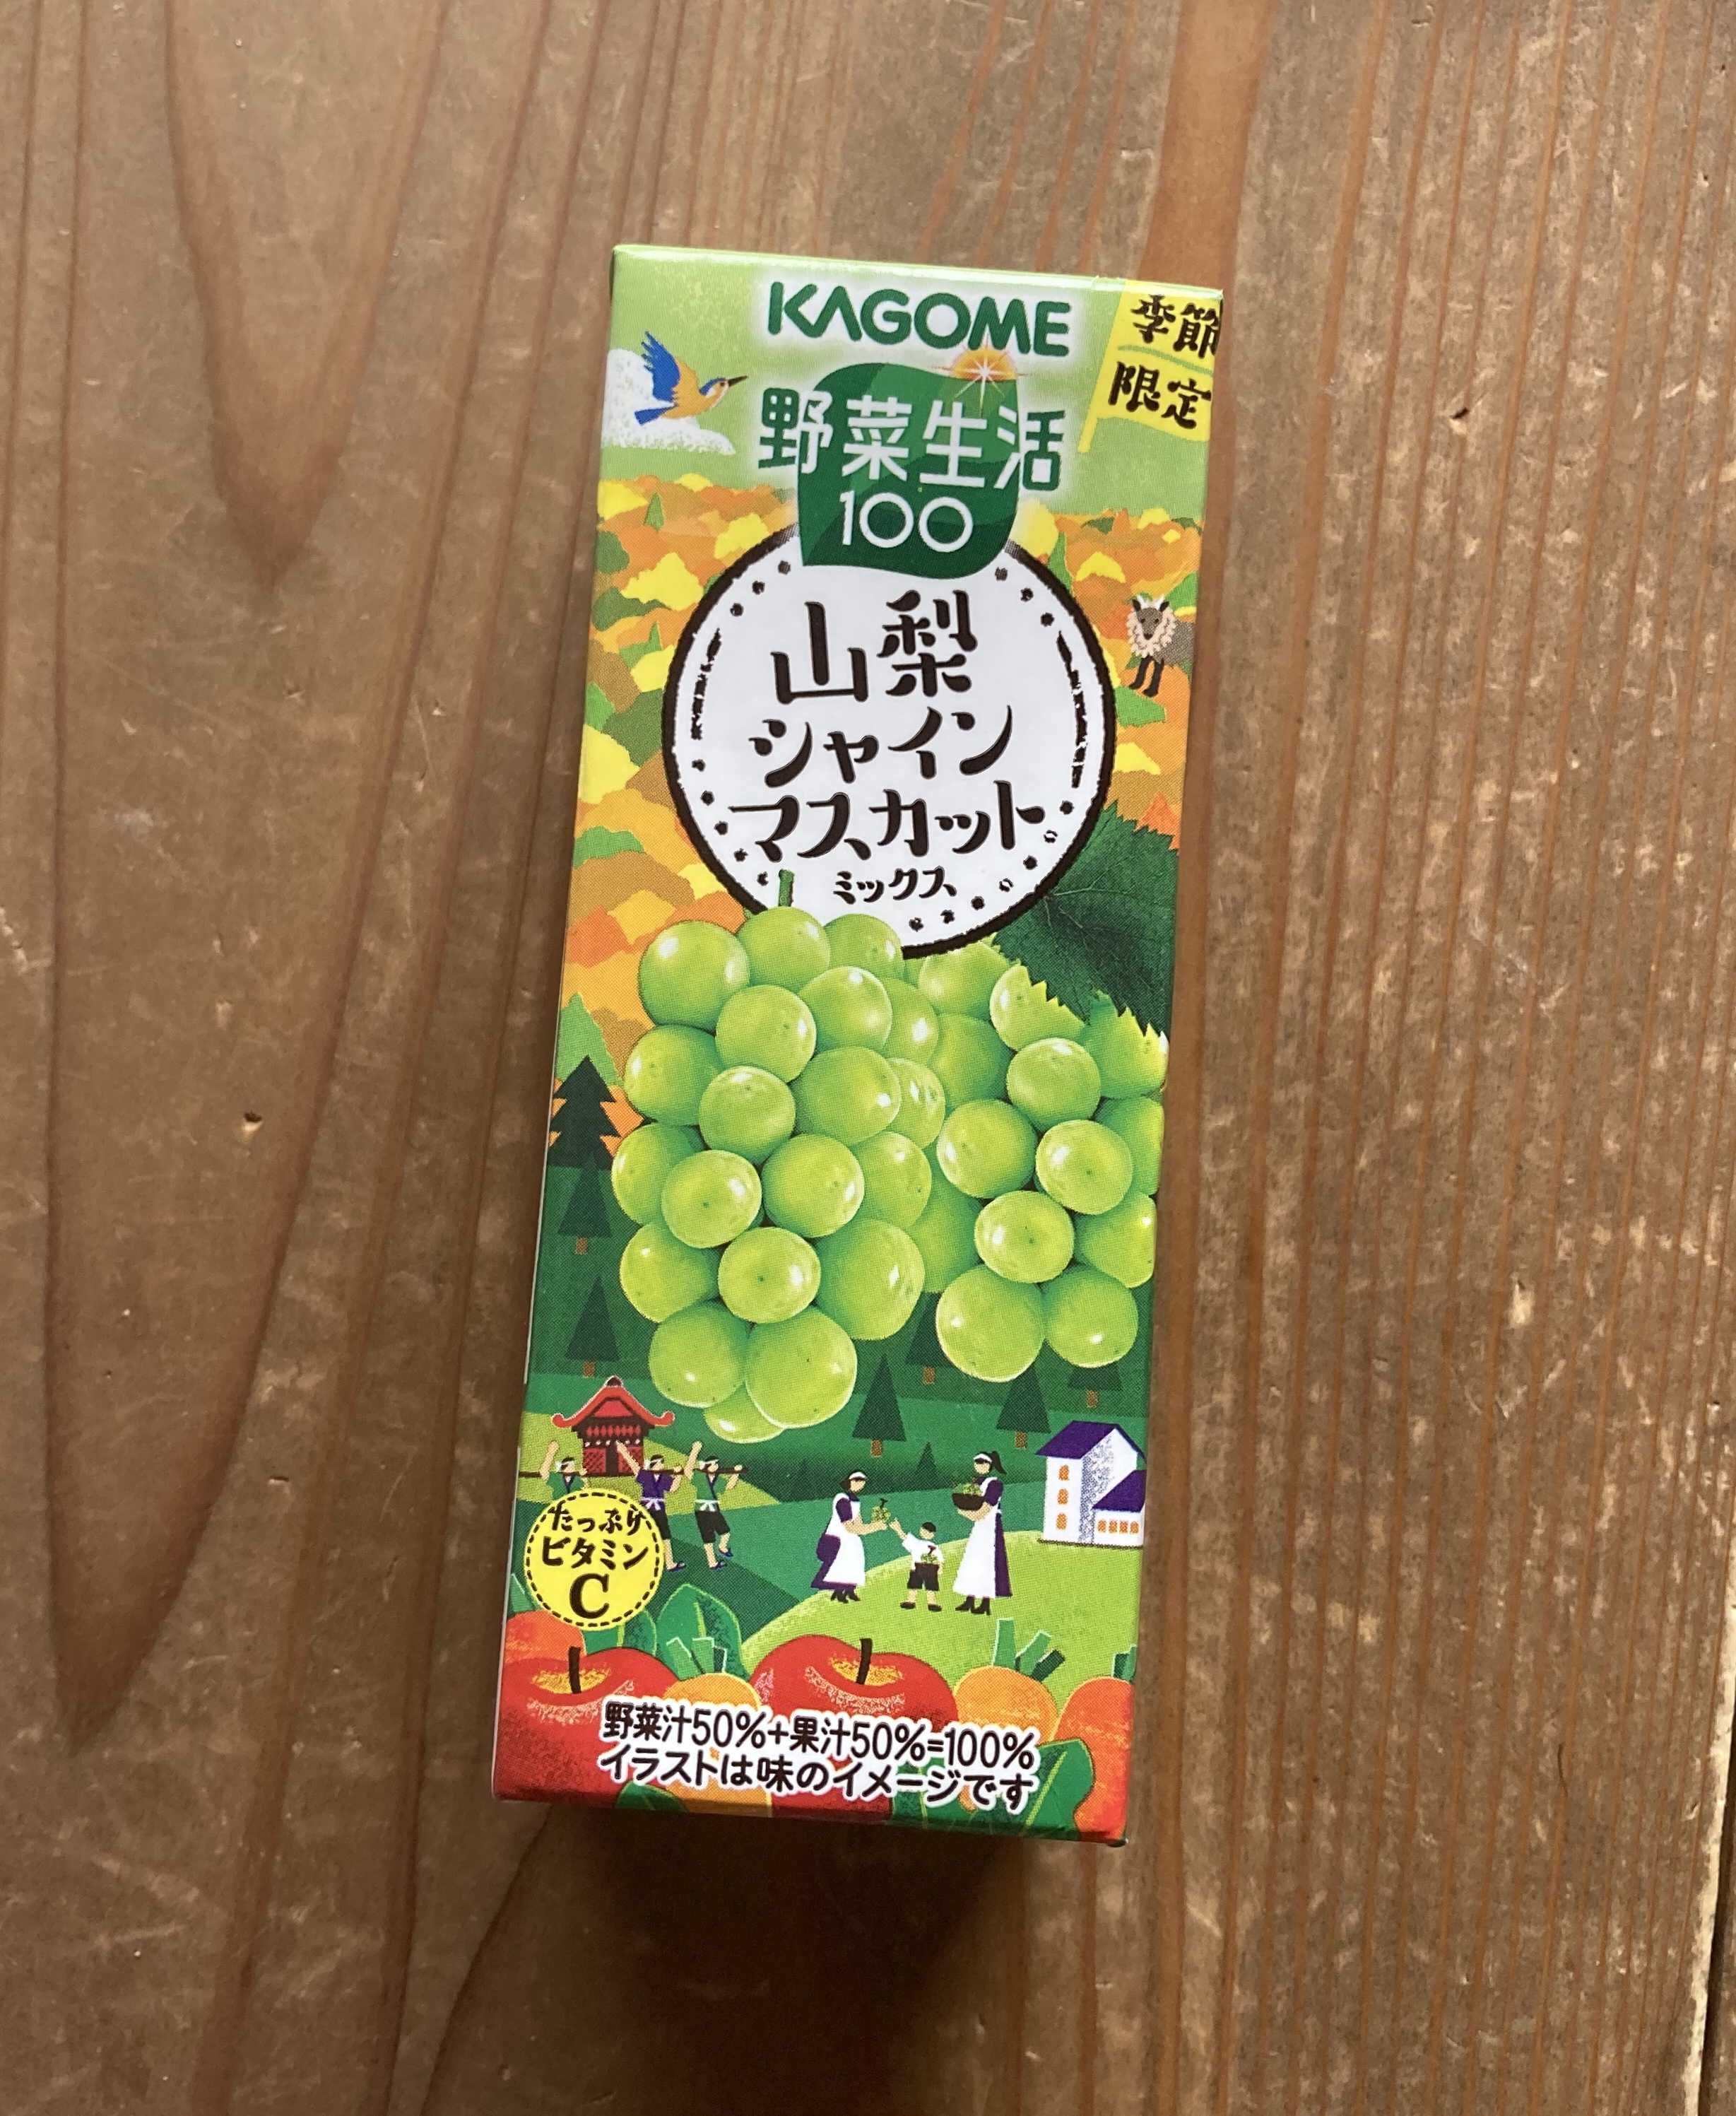 KAGOME
季節
限定
野菜生活
100
山梨
シャイン
マスカット
ミックス
たっぷり
ビタミン
C
野菜汁50%+果汁50%=100%
イラストは味のイメージです